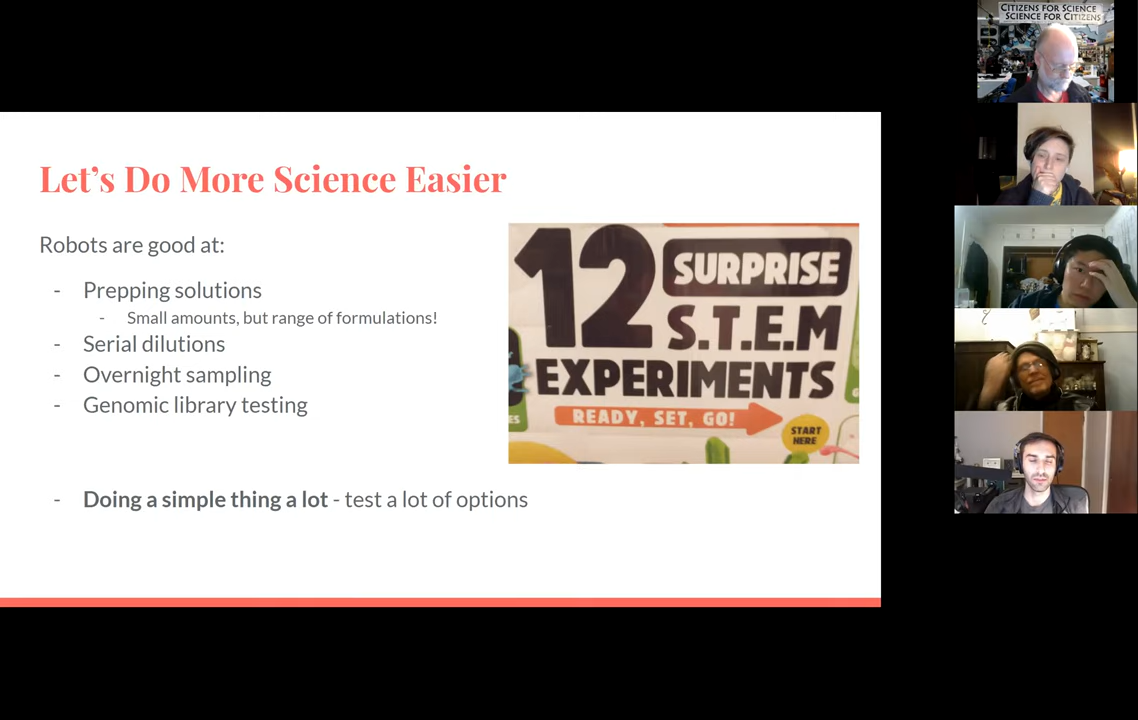 Let's Do More Science Easier
Robots are good at:
- Prepping solutions
- Small amounts, but range of formulations!
- Serial dilutions
- Overnight sampling
- Genomic library testing
- Doing a simple thing a lot - test a lot of options
12 SURPRISE
S.T.E.M
EXPERIMENTS
READY, SET, GO!
START
HERE
ES
CITIZENS FOR SCIENCE
SCIENCE FOR CITIZENS